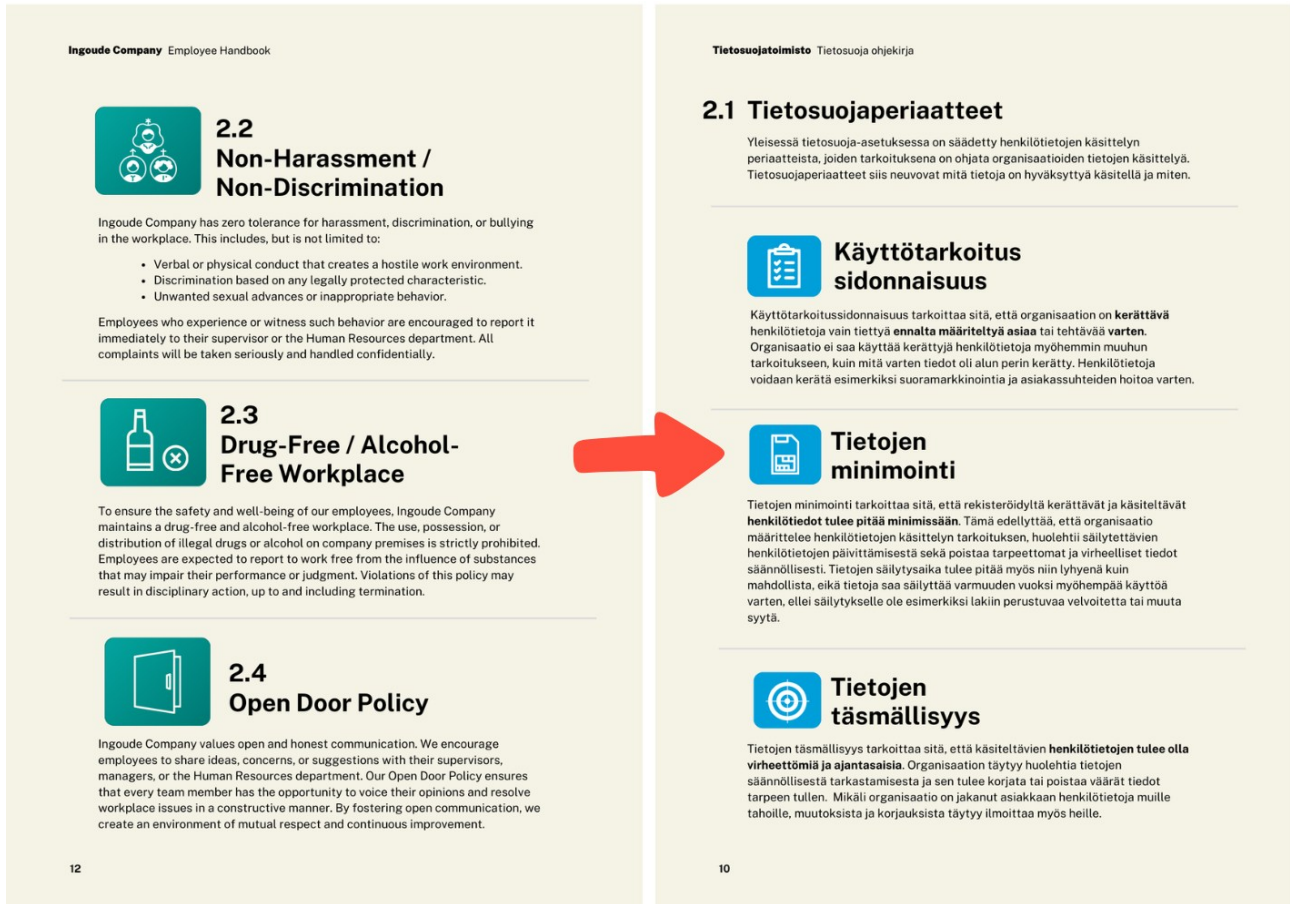 Ingoude Company Employee Handbook
2.2
Non-Harassment /
Non-Discrimination
Ingoude Company has zero tolerance for harassment, discrimination, or bullying
in the workplace. This includes, but is not limited to:
• Verbal or physical conduct that creates a hostile work environment.
• Discrimination based on any legally protected characteristic.
• Unwanted sexual advances or inappropriate behavior.
Employees who experience or witness such behavior are encouraged to report it
immediately to their supervisor or the Human Resources department. All
complaints will be taken seriously and handled confidentially.
2.3
Drug-Free / Alcohol-
Free Workplace
To ensure the safety and well-being of our employees, Ingoude Company
maintains a drug-free and alcohol-free workplace. The use, possession, or
distribution of illegal drugs or alcohol on company premises is strictly prohibited.
Employees are expected to report to work free from the influence of substances
that may impair their performance or judgment. Violations of this policy may
result in disciplinary action, up to and including termination.
2.4
Open Door Policy
Ingoude Company values open and honest communication. We encourage
employees to share ideas, concerns, or suggestions with their supervisors,
managers, or the Human Resources department. Our Open Door Policy ensures
that every team member has the opportunity to voice their opinions and resolve
workplace issues in a constructive manner. By fostering open communication, we
create an environment of mutual respect and continuous improvement.
12
Tietosuojatoimisto Tietosuoja ohjekirja
2.1 Tietosuojaperiaatteet
Yleisessä tietosuoja-asetuksessa on säädetty henkilötietojen käsittelyn
periaatteista, joiden tarkoituksena on ohjata organisaatioiden tietojen käsittelyä.
Tietosuojaperiaatteet siis neuvovat mitä tietoja on hyväksyttyä käsitellä ja miten.
Käyttötarkoitus
sidonnaisuus
Käyttötarkoitussidonnaisuus tarkoittaa sitä, että organisaation on kerättävä
henkilötietoja vain tiettyä ennalta määriteltyä asiaa tai tehtävää varten.
Organisaatio ei saa käyttää kerättyjä henkilötietoja myöhemmin muuhun
tarkoitukseen, kuin mitä varten tiedot oli alun perin kerätty. Henkilötietoja
voidaan kerätä esimerkiksi suoramarkkinointia ja asiakassuhteiden hoitoa varten.
Tietojen
minimointi
Tietojen minimointi tarkoittaa sitä, että rekisteröidyltä kerättävät ja käsiteltävät
henkilötiedot tulee pitää minimissään. Tämä edellyttää, että organisaatio
määrittelee henkilötietojen käsittelyn tarkoituksen, huolehtii säilytettävien
henkilötietojen päivittämisestä sekä poistaa tarpeettomat ja virheelliset tiedot
säännöllisesti. Tietojen säilytysaika tulee pitää myös niin lyhyenä kuin
mahdollista, eikä tietoja saa säilyttää varmuuden vuoksi myöhempää käyttöä
varten, ellei säilytykselle ole esimerkiksi lakiin perustuvaa velvoitetta tai muuta
syytä.
Tietojen
täsmällisyys
Tietojen täsmällisyys tarkoittaa sitä, että käsiteltävien henkilötietojen tulee olla
virheettömiä ja ajantasaisia. Organisaation täytyy huolehtia tietojen
säännöllisestä tarkastamisesta ja sen tulee korjata tai poistaa väärät tiedot
tarpeen tullen. Mikäli organisaatio on jakanut asiakkaan henkilötietoja muille
tahoille, muutoksista ja korjauksista täytyy ilmoittaa myös heille.
10